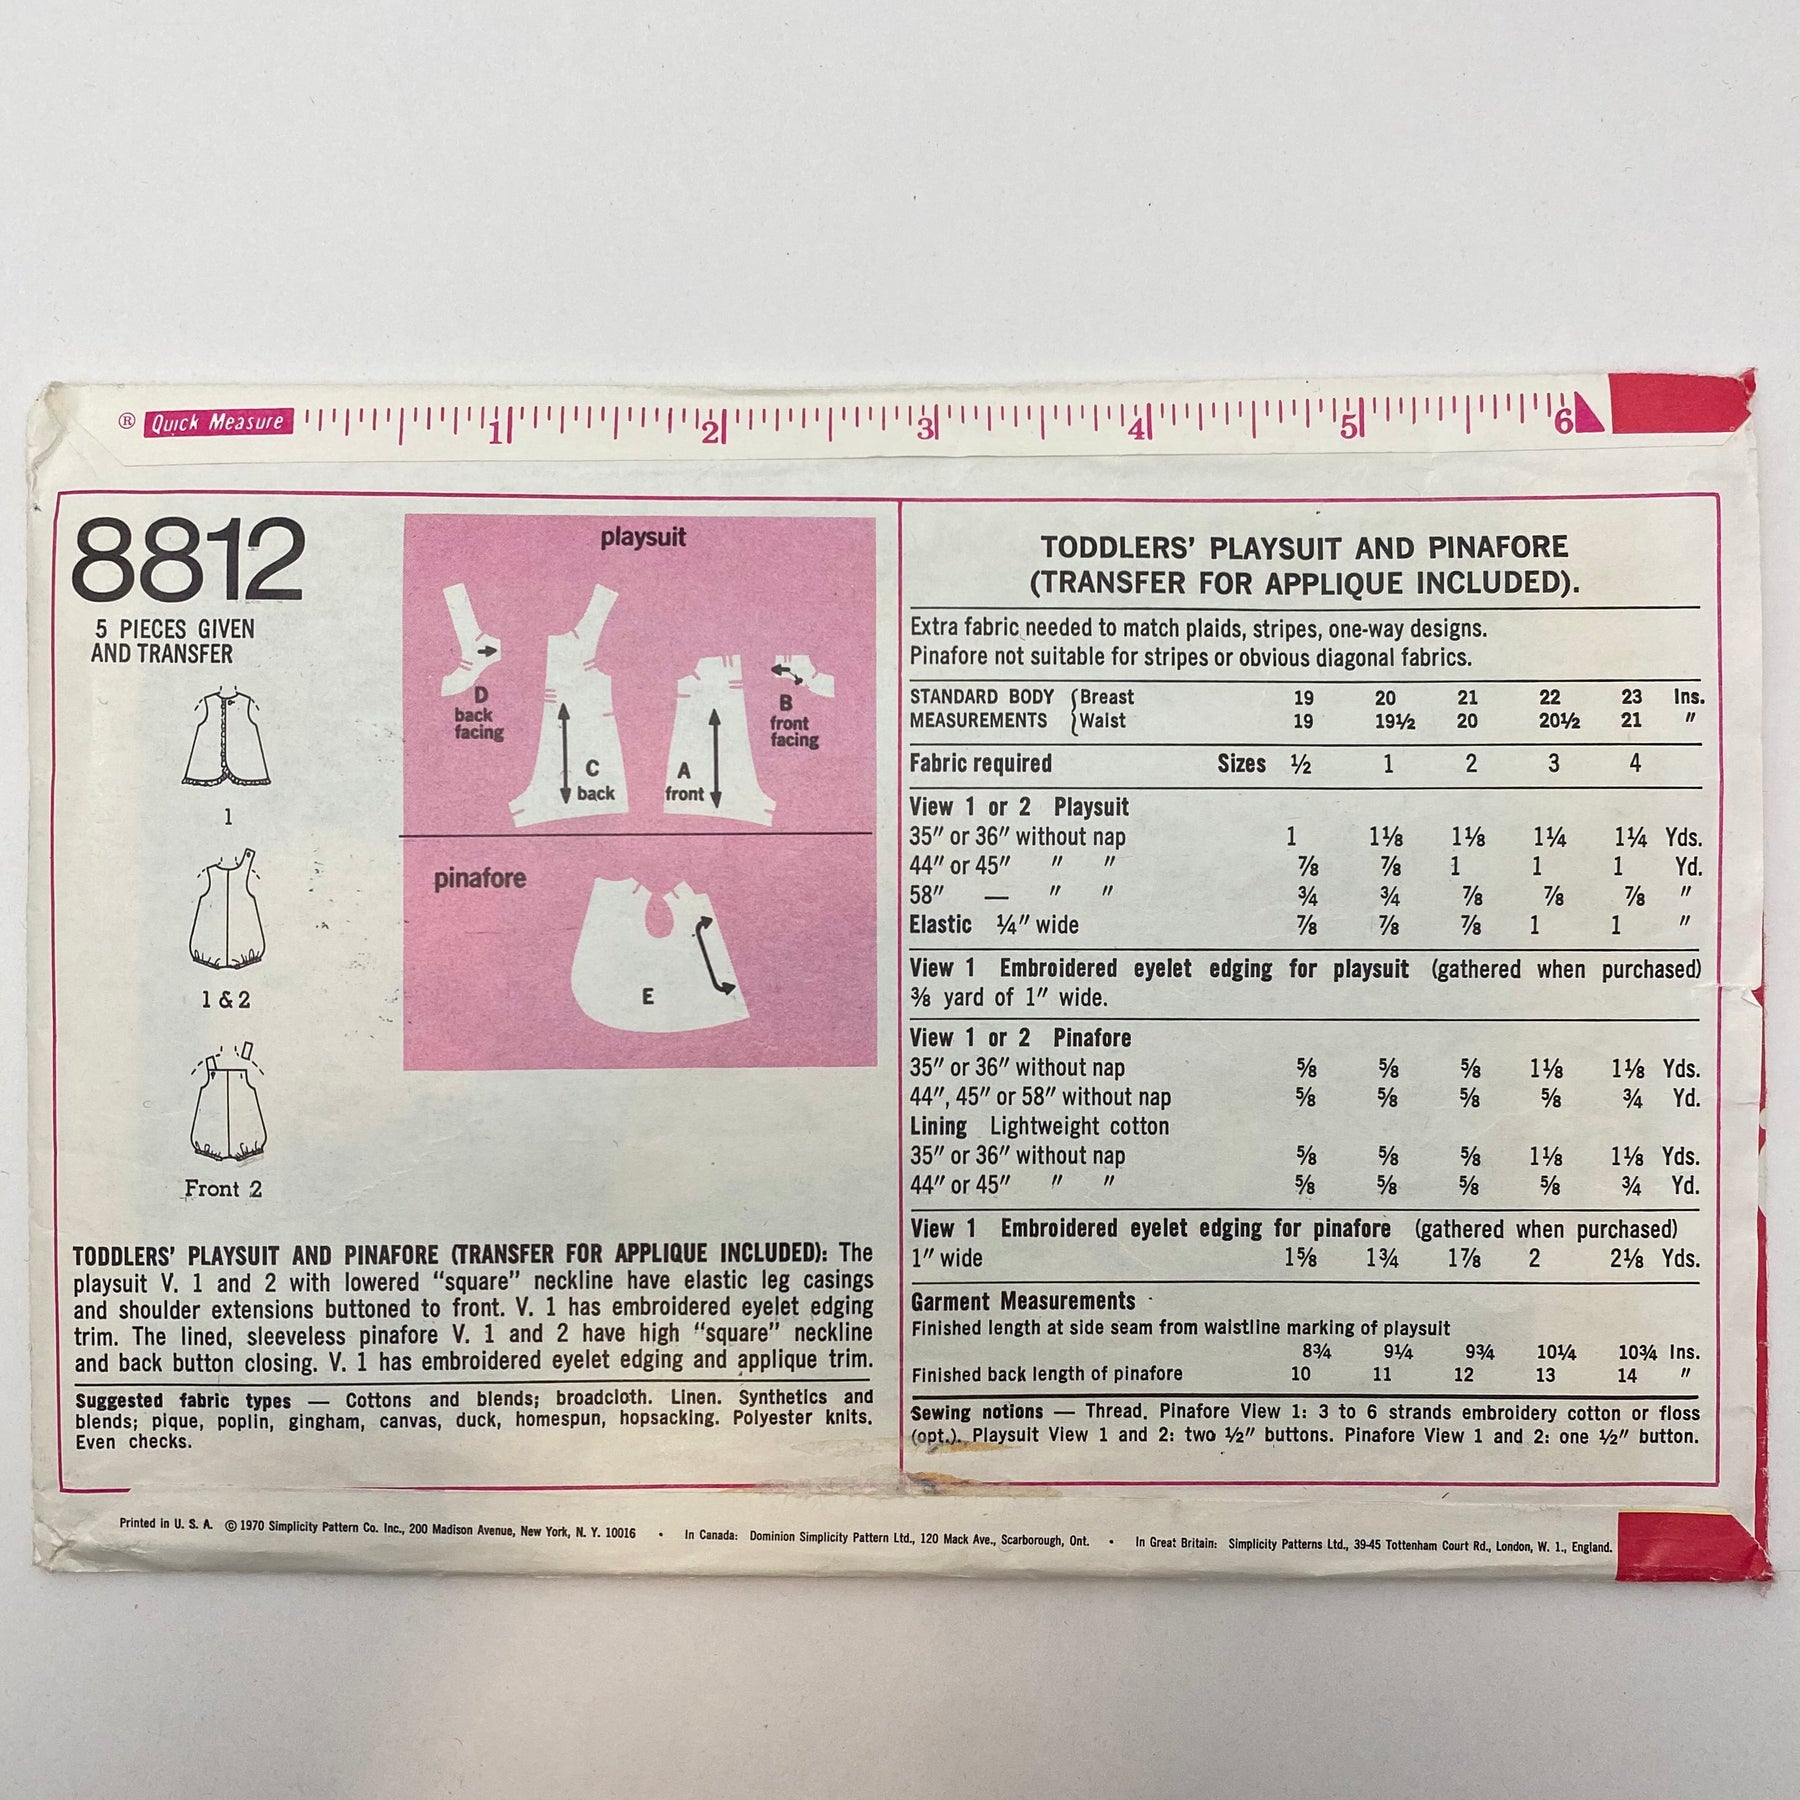 ® Quick Measure 1 2 3 4 5 6
8812
5 PIECES GIVEN
AND TRANSFER
1
1 & 2
Front 2
playsuit
D
back
facing
C
back
A
front
B
front
facing
pinafore
E
TODDLERS' PLAYSUIT AND PINAFORE (TRANSFER FOR APPLIQUE INCLUDED): The
playsuit V. 1 and 2 with lowered "square" neckline have elastic leg casings
and shoulder extensions buttoned to front. V. 1 has embroidered eyelet edging
trim. The lined, sleeveless pinafore V. 1 and 2 have high "square" neckline
and back button closing. V. 1 has embroidered eyelet edging and applique trim.
Suggested fabric types — Cottons and blends; broadcloth. Linen. Synthetics and
blends; pique, poplin, gingham, canvas, duck, homespun, hopsacking. Polyester knits.
Even checks.
TODDLERS' PLAYSUIT AND PINAFORE
(TRANSFER FOR APPLIQUE INCLUDED).
Extra fabric needed to match plaids, stripes, one-way designs.
Pinafore not suitable for stripes or obvious diagonal fabrics.
STANDARD BODY { Breast 19 20 21 22 23 Ins.
MEASUREMENTS { Waist 19 19½ 20 20½ 21 "
Fabric required Sizes ½ 1 2 3 4
View 1 or 2 Playsuit
35" or 36" without nap 1 1⅛ 1⅛ 1¼ 1¼ Yds.
44" or 45" " " ⅞ ⅞ 1 1 1 Yd.
58" — " " ¾ ¾ ⅞ ⅞ ⅞ "
Elastic ¼" wide ⅞ ⅞ ⅞ 1 1 "
View 1 Embroidered eyelet edging for playsuit (gathered when purchased)
⅜ yard of 1" wide.
View 1 or 2 Pinafore
35" or 36" without nap ⅝ ⅝ ⅝ 1⅛ 1⅛ Yds.
44", 45" or 58" without nap ⅝ ⅝ ⅝ ⅝ ¾ Yd.
Lining Lightweight cotton
35" or 36" without nap ⅝ ⅝ ⅝ 1⅛ 1⅛ Yds.
44" or 45" " " ⅝ ⅝ ⅝ ⅝ ¾ Yd.
View 1 Embroidered eyelet edging for pinafore (gathered when purchased)
1" wide 1⅝ 1¾ 1⅞ 2 2⅛ Yds.
Garment Measurements
Finished length at side seam from waistline marking of playsuit
8¾ 9¼ 9¾ 10¼ 10¾ Ins.
Finished back length of pinafore 10 11 12 13 14 "
Sewing notions — Thread. Pinafore View 1: 3 to 6 strands embroidery cotton or floss
(opt.). Playsuit View 1 and 2: two ½" buttons. Pinafore View 1 and 2: one ½" button.
Printed in U. S. A. © 1970 Simplicity Pattern Co. Inc., 200 Madison Avenue, New York, N. Y. 10016 • In Canada: Dominion Simplicity Pattern Ltd., 120 Mack Ave., Scarborough, Ont. • In Great Britain: Simplicity Patterns Ltd., 39-45 Tottenham Court Rd., London, W. 1., England.